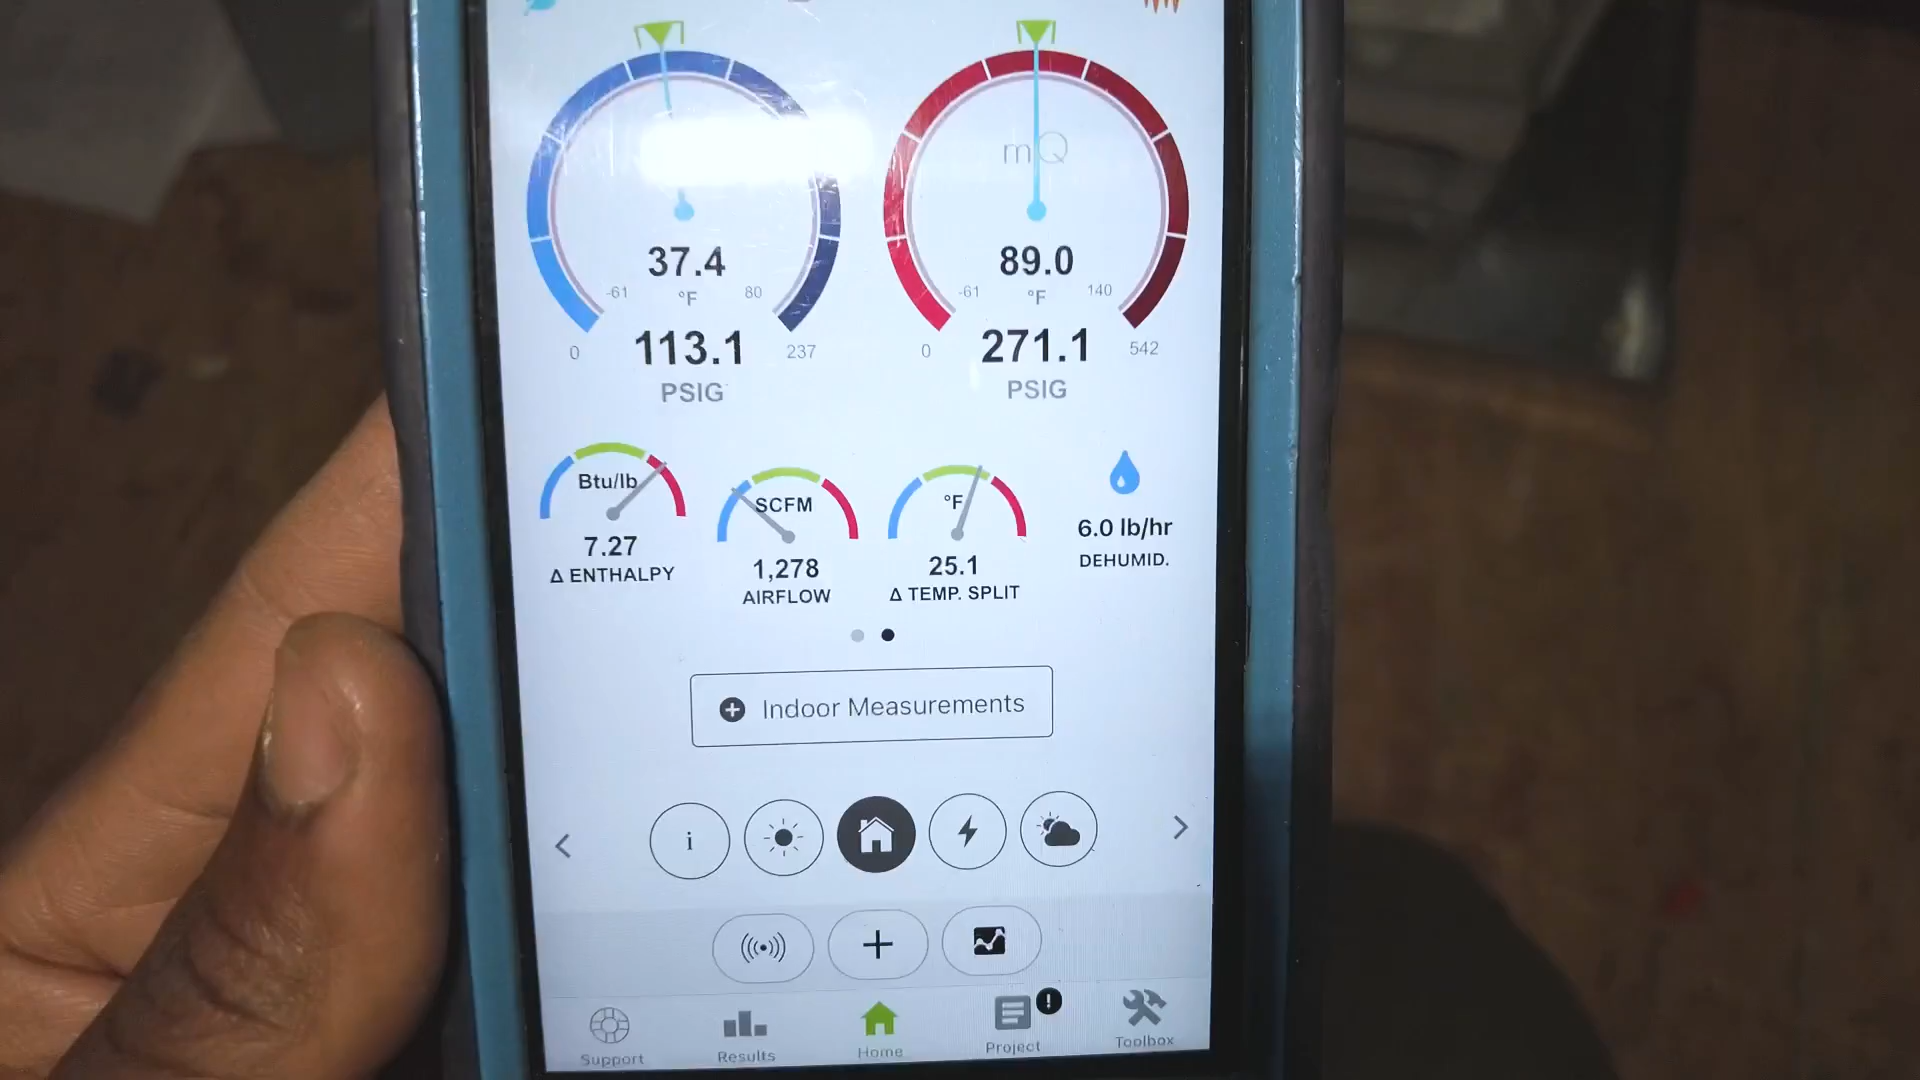 mQ
37.4
89.0
-61
°F
80
-61
°F
140
0
113.1
237
0
271.1
542
PSIG
PSIG
Btu/lb
SCFM
°F
7.27
1,278
25.1
6.0 lb/hr
Δ ENTHALPY
AIRFLOW
Δ TEMP. SPLIT
DEHUMID.
Indoor Measurements
i
Support
Results
Home
Project
!
Toolbox